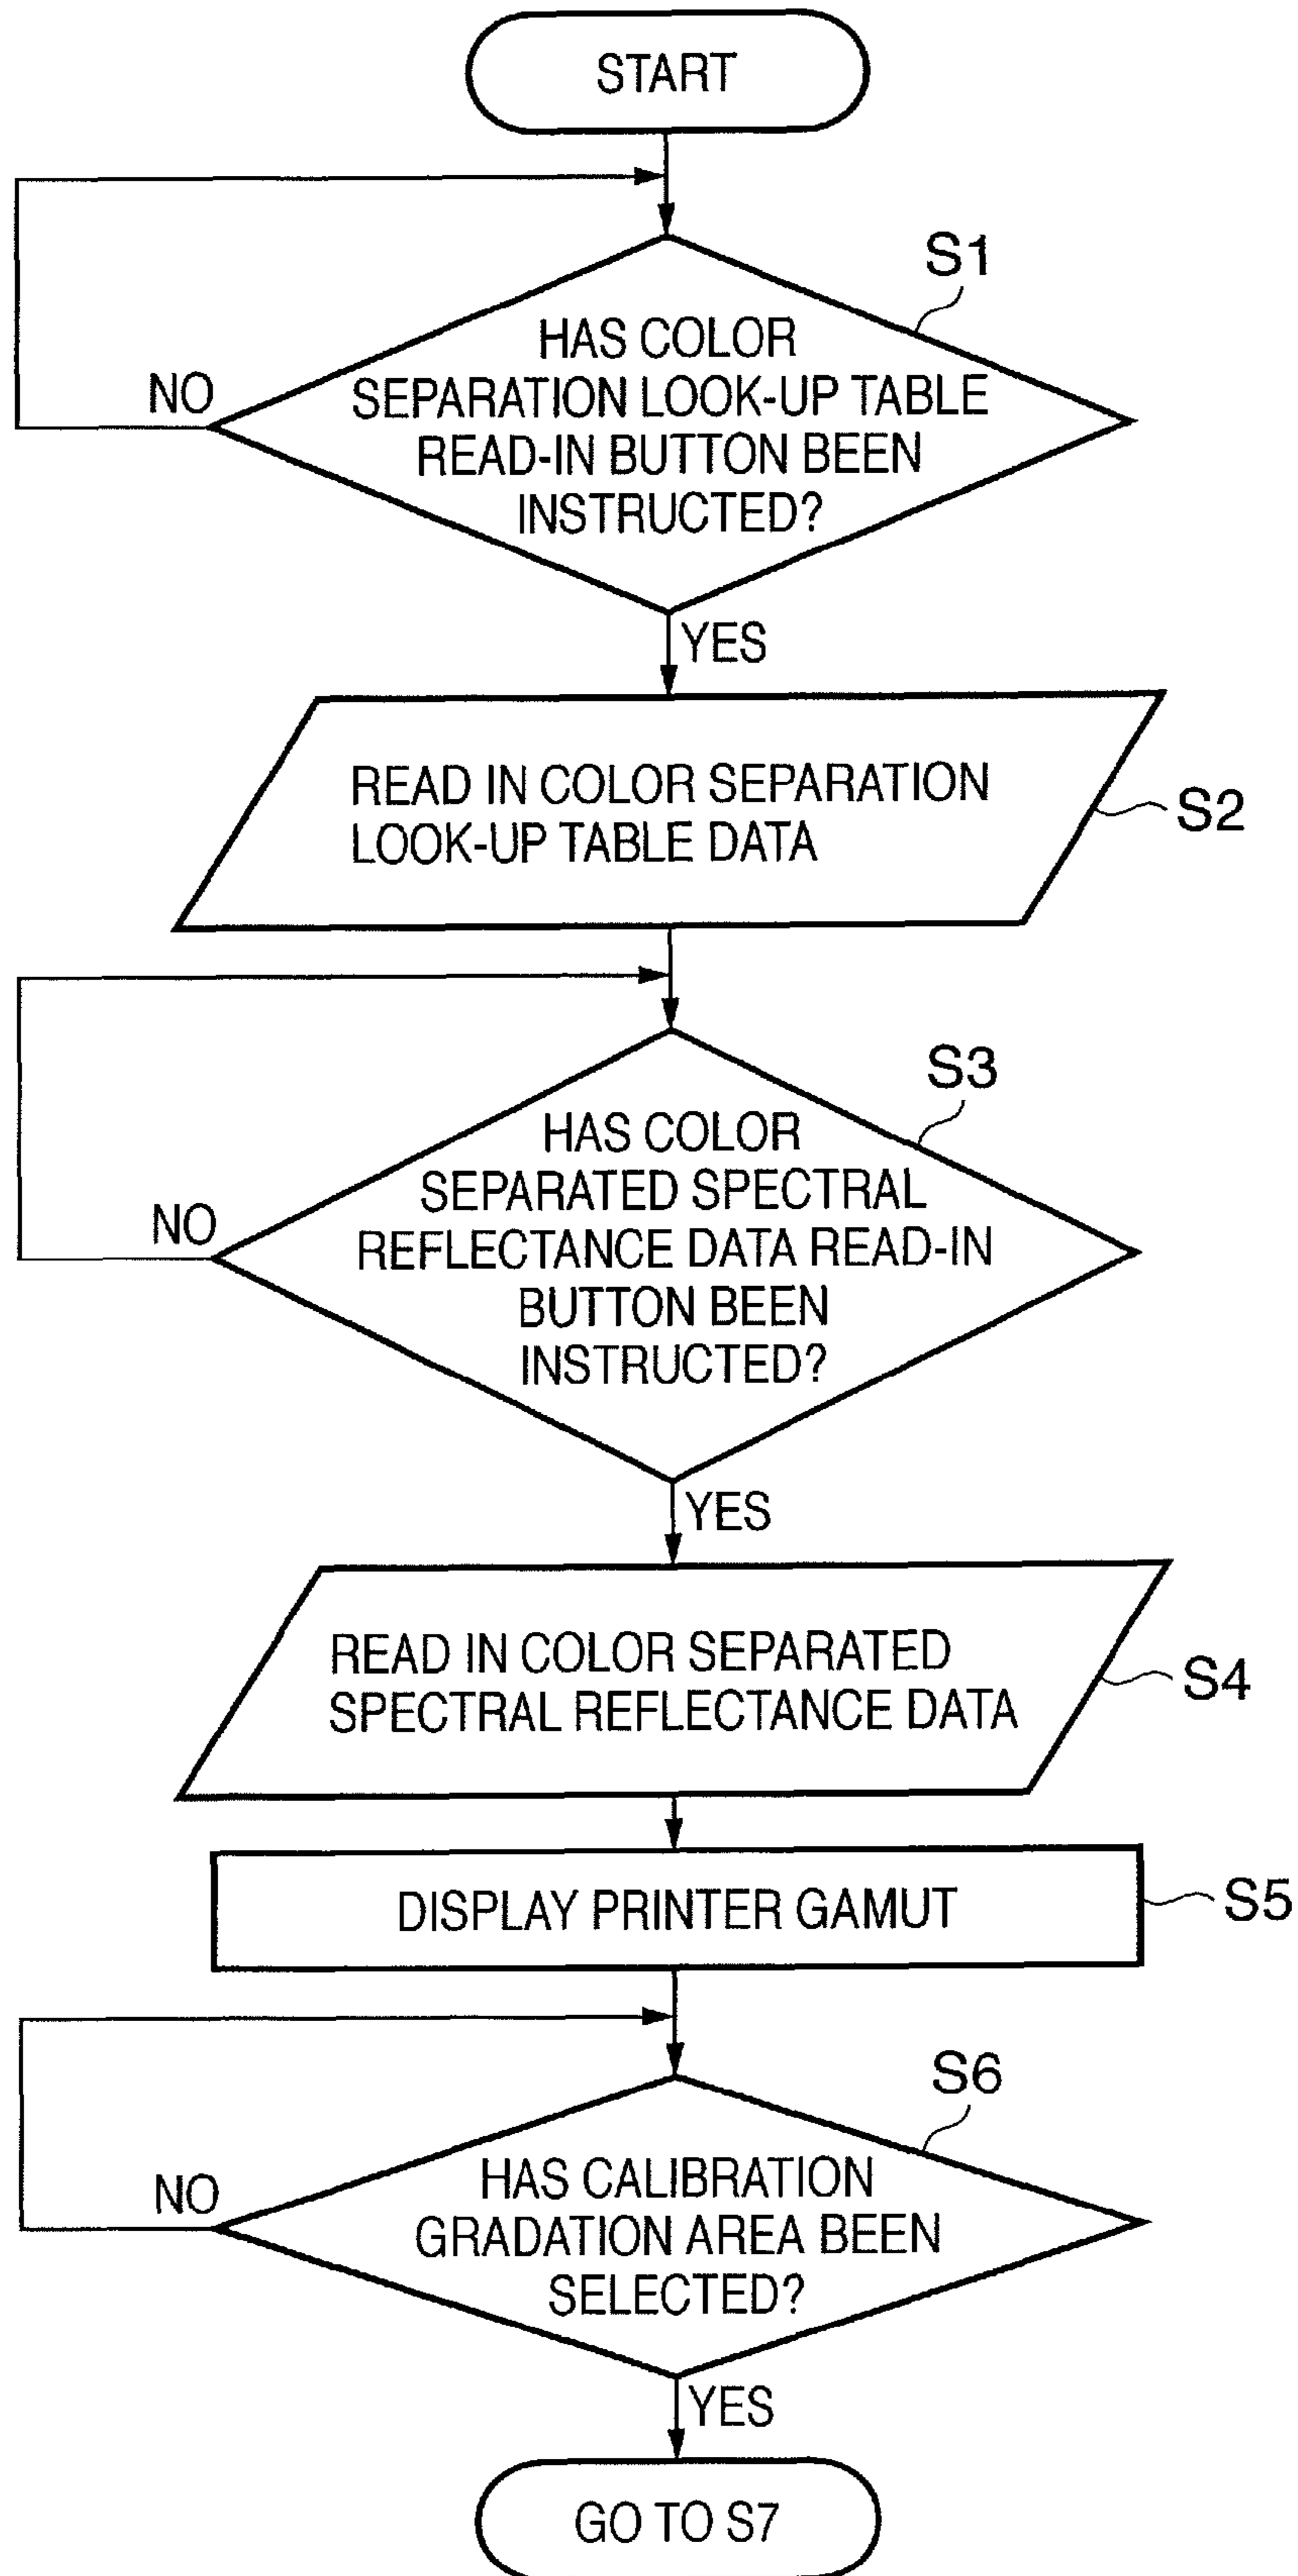 START
S1
HAS COLOR
SEPARATION LOOK-UP TABLE
READ-IN BUTTON BEEN
INSTRUCTED?
NO
YES
READ IN COLOR SEPARATION
LOOK-UP TABLE DATA
S2
S3
HAS COLOR
SEPARATED SPECTRAL
REFLECTANCE DATA READ-IN
BUTTON BEEN
INSTRUCTED?
NO
YES
READ IN COLOR SEPARATED
SPECTRAL REFLECTANCE DATA
S4
DISPLAY PRINTER GAMUT
S5
S6
HAS CALIBRATION
GRADATION AREA BEEN
SELECTED?
NO
YES
GO TO S7